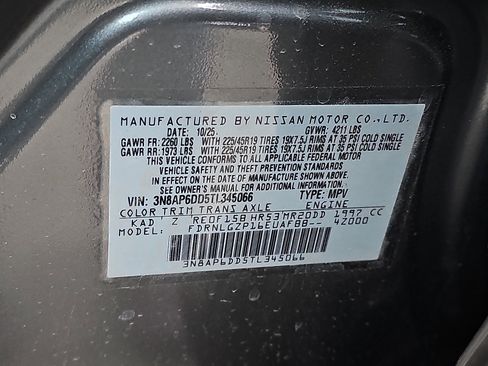 MANUFACTURED BY NISSAN MOTOR CO.,LTD.
DATE: 10/25. GVWR: 4211 LBS
GAWR FR: 2260 LBS WITH 225/45R19 TIRES 19X7.5J RIMS AT 35 PSI COLD SINGLE
GAWR RR: 1973 LBS WITH 225/45R19 TIRES 19X7.5J RIMS AT 35 PSI COLD SINGLE
THIS VEHICLE CONFORMS TO ALL APPLICABLE FEDERAL MOTOR
VEHICLE SAFETY AND THEFT PREVENTION STANDARDS IN
EFFECT ON THE DATE OF MANUFACTURE SHOWN ABOVE.
SEE OWNER'S MANUAL FOR ADDITIONAL INFORMATION
VIN: 3N8AP6DD5TL345066 TYPE: MPV
COLOR TRIM TRANS AXLE ENGINE
KAD Z RE0F15B HR53 MR20DD 1997 CC
MODEL: FDRNLGZP16EUAF88-- 4Z000
3N8AP6DD5TL345066